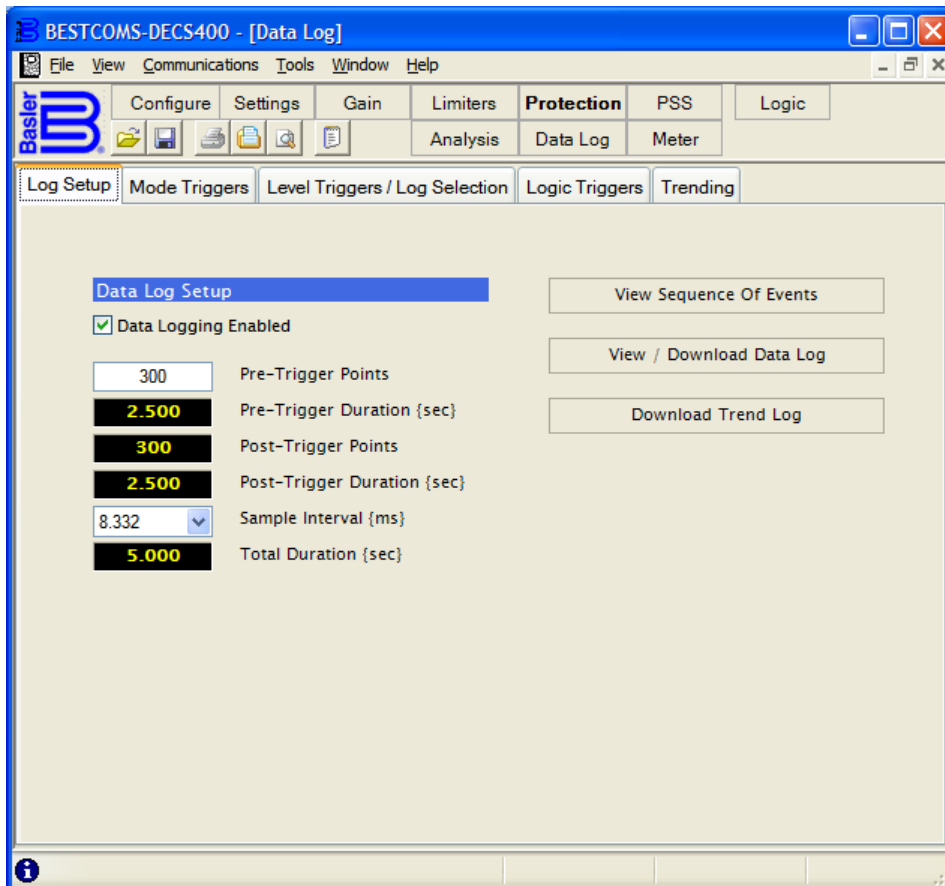 BESTCOMS-DECS400 - [Data Log]
File View Communications Tools Window Help
Basler
Configure Settings Gain Limiters Protection PSS Logic
Analysis Data Log Meter
Log Setup Mode Triggers Level Triggers / Log Selection Logic Triggers Trending
Data Log Setup
Data Logging Enabled
300 Pre-Trigger Points
2.500 Pre-Trigger Duration {sec}
300 Post-Trigger Points
2.500 Post-Trigger Duration {sec}
8.332 Sample Interval {ms}
5.000 Total Duration {sec}
View Sequence Of Events
View / Download Data Log
Download Trend Log